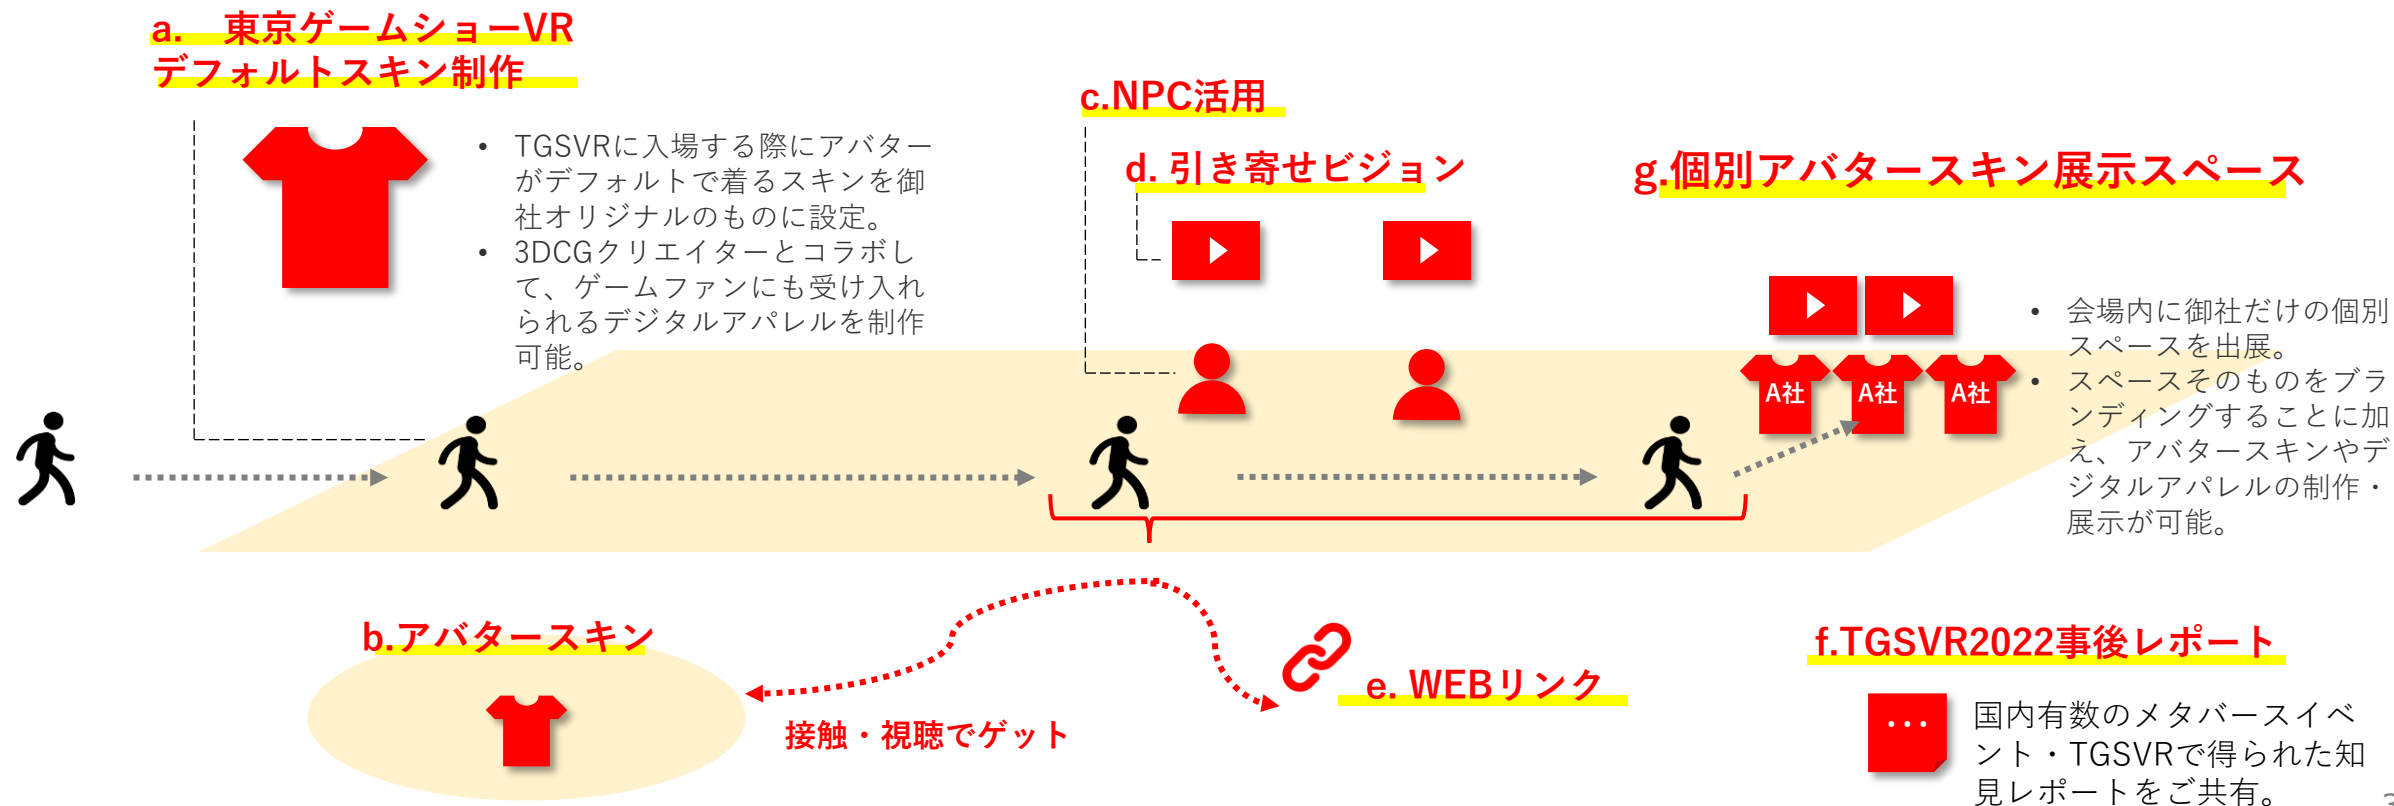 a.　東京ゲームショーVR
デフォルトスキン制作
• TGSVRに入場する際にアバター
がデフォルトで着るスキンを御
社オリジナルのものに設定。
• 3DCGクリエイターとコラボし
て、ゲームファンにも受け入れ
られるデジタルアパレルを制作
可能。
c.NPC活用
d. 引き寄せビジョン
g.個別アバタースキン展示スペース
A社
A社
A社
• 会場内に御社だけの個別
スペースを出展。
• スペースそのものをブラ
ンディングすることに加
え、アバタースキンやデ
ジタルアパレルの制作・
展示が可能。
b.アバタースキン
接触・視聴でゲット
e. WEBリンク
f.TGSVR2022事後レポート
…
国内有数のメタバースイベ
ント・TGSVRで得られた知
見レポートをご共有。